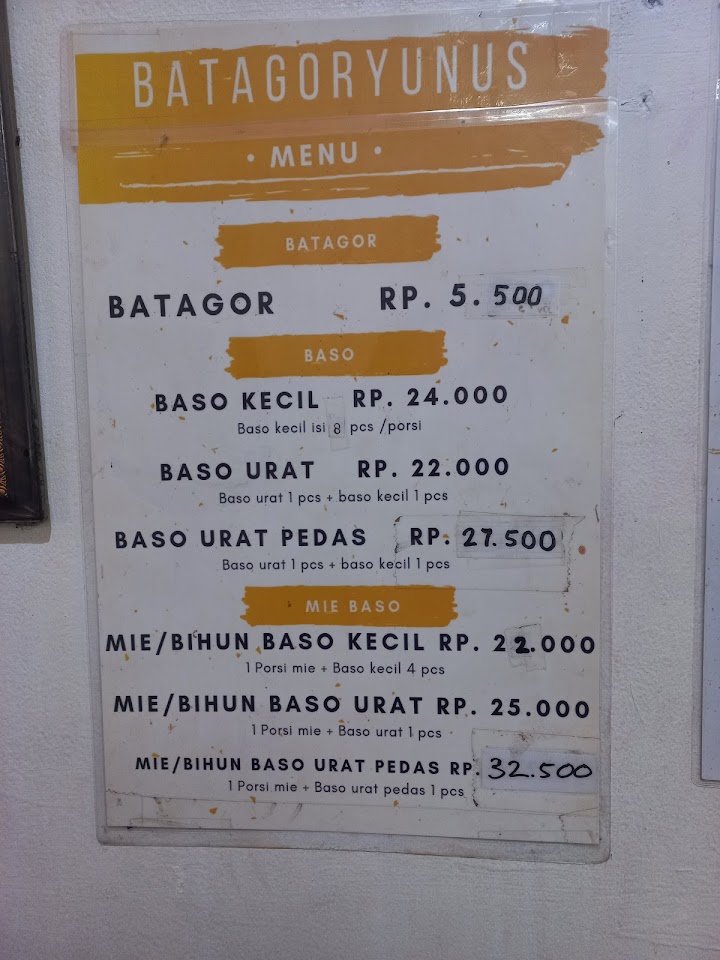 BATAGORYUNUS
• MENU •
BATAGOR
BATAGOR RP. 5.500
BASO
BASO KECIL RP. 24.000
Baso kecil isi 8 pcs /porsi
BASO URAT RP. 22.000
Baso urat 1 pcs + baso kecil 1 pcs
BASO URAT PEDAS RP. 27.500
Baso urat 1 pcs + baso kecil 1 pcs
MIE BASO
MIE/BIHUN BASO KECIL RP. 22.000
1 Porsi mie + Baso kecil 4 pcs
MIE/BIHUN BASO URAT RP. 25.000
1 Porsi mie + Baso urat 1 pcs
MIE/BIHUN BASO URAT PEDAS RP. 32.500
1 Porsi mie + Baso urat pedas 1 pcs